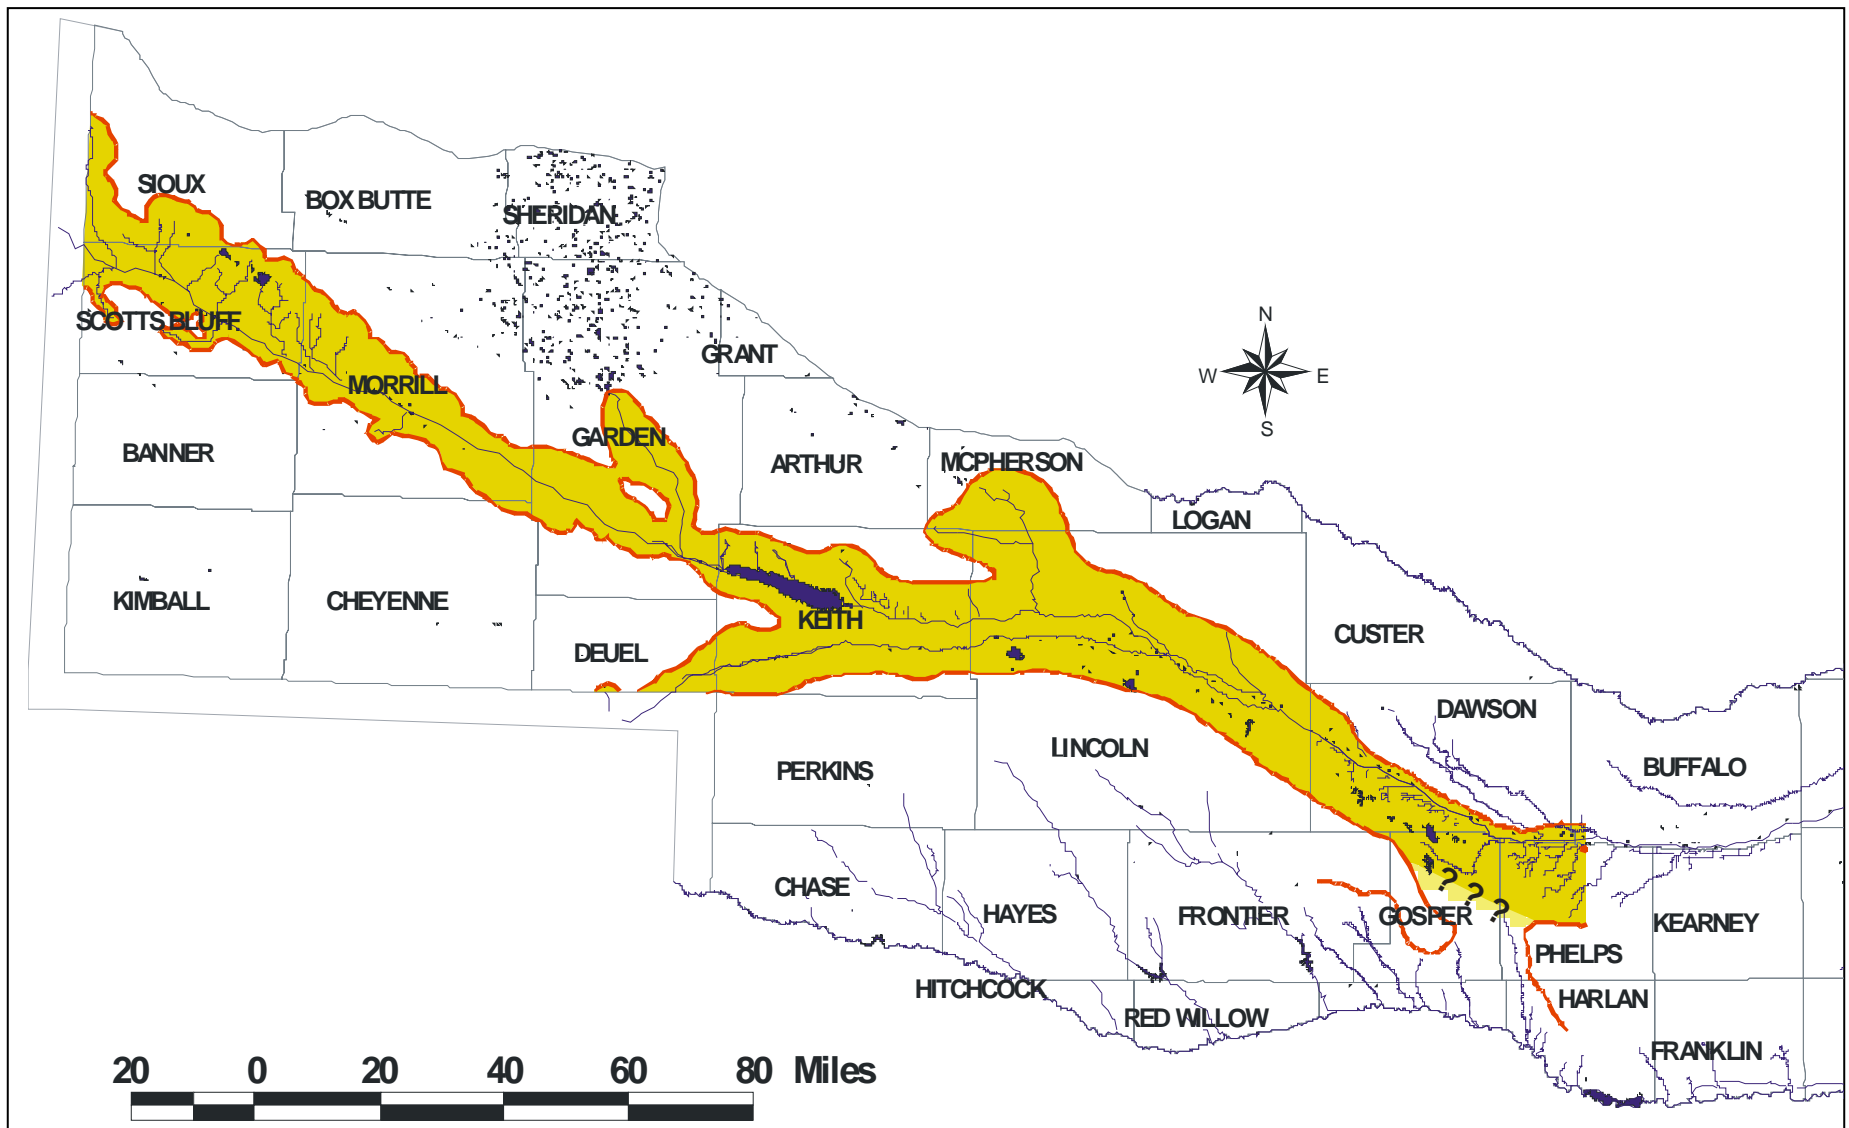 SIOUX
BOX BUTTE
SHERIDAN
SCOTTS BLUFF
N
GRANT
W
E
MORRILL
S
GARDEN
BANNER
ARTHUR
MCPHERSON
LOGAN
KIMBALL
CHEYENNE
KEITH
CUSTER
DEUEL
DAWSON
LINCOLN
PERKINS
BUFFALO
CHASE
?
?
?
HAYES
FRONTIER
GOSPER
KEARNEY
PHELPS
HITCHCOCK
HARLAN
RED WILLOW
FRANKLIN
20 0 20 40 60 80 Miles